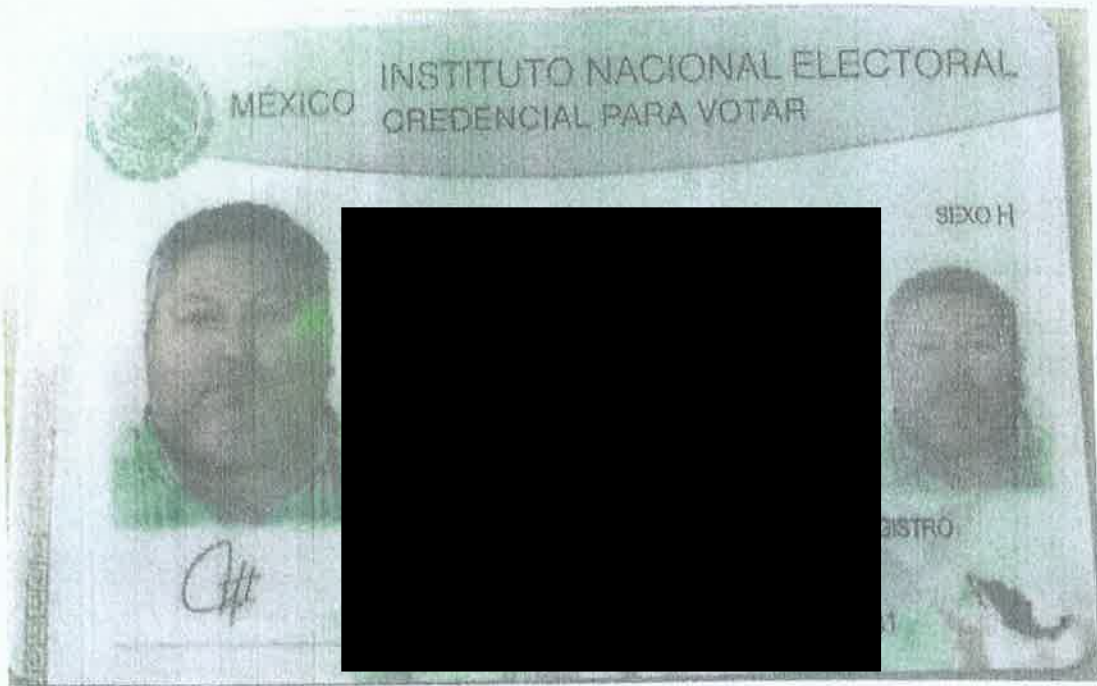 MÉXICO
INSTITUTO NACIONAL ELECTORAL
CREDENCIAL PARA VOTAR
SEXO H
GISTRO